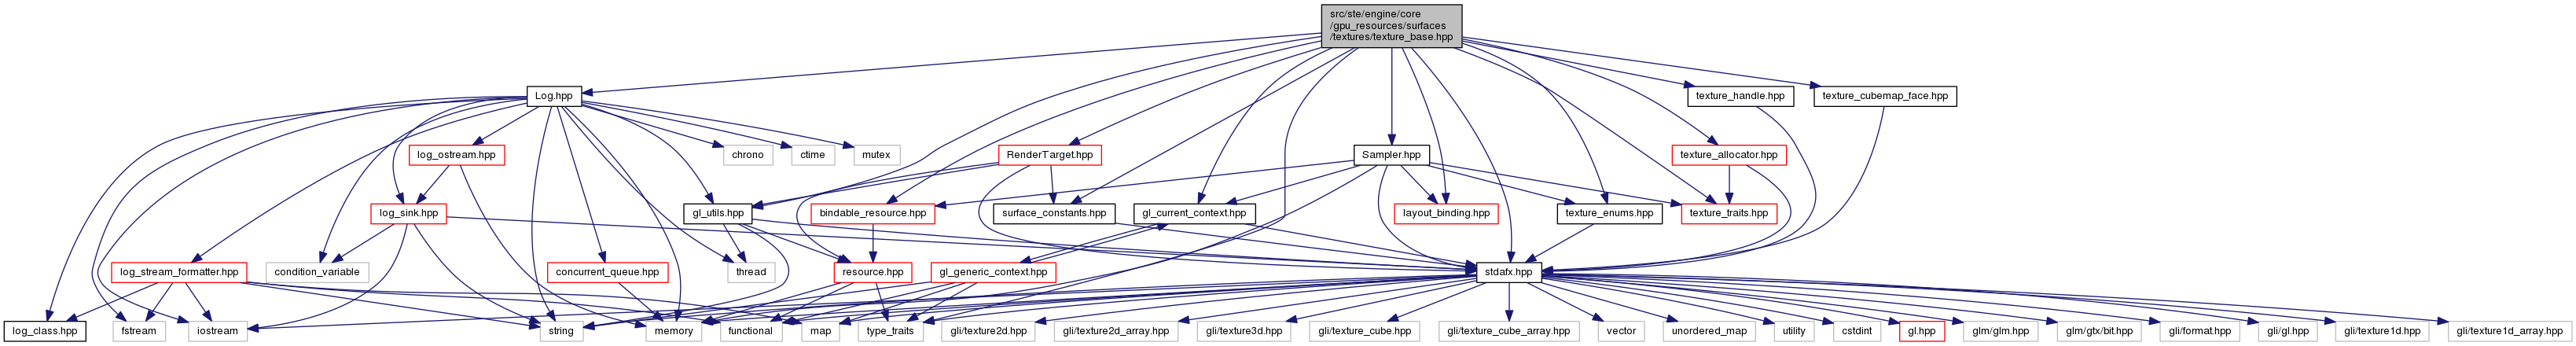 src/ste/engine/core
/gpu_resources/surfaces
/textures/texture_base.hpp
Log.hpp
texture_handle.hpp
texture_cubemap_face.hpp
log_ostream.hpp
chrono
ctime
mutex
RenderTarget.hpp
Sampler.hpp
texture_allocator.hpp
log_sink.hpp
gl_utils.hpp
bindable_resource.hpp
surface_constants.hpp
gl_current_context.hpp
layout_binding.hpp
texture_enums.hpp
texture_traits.hpp
log_stream_formatter.hpp
condition_variable
concurrent_queue.hpp
thread
resource.hpp
gl_generic_context.hpp
stdafx.hpp
log_class.hpp
fstream
iostream
string
memory
functional
map
type_traits
gli/texture2d.hpp
gli/texture2d_array.hpp
gli/texture3d.hpp
gli/texture_cube.hpp
gli/texture_cube_array.hpp
vector
unordered_map
utility
cstdint
gl.hpp
glm/glm.hpp
glm/gtx/bit.hpp
gli/format.hpp
gli/gl.hpp
gli/texture1d.hpp
gli/texture1d_array.hpp